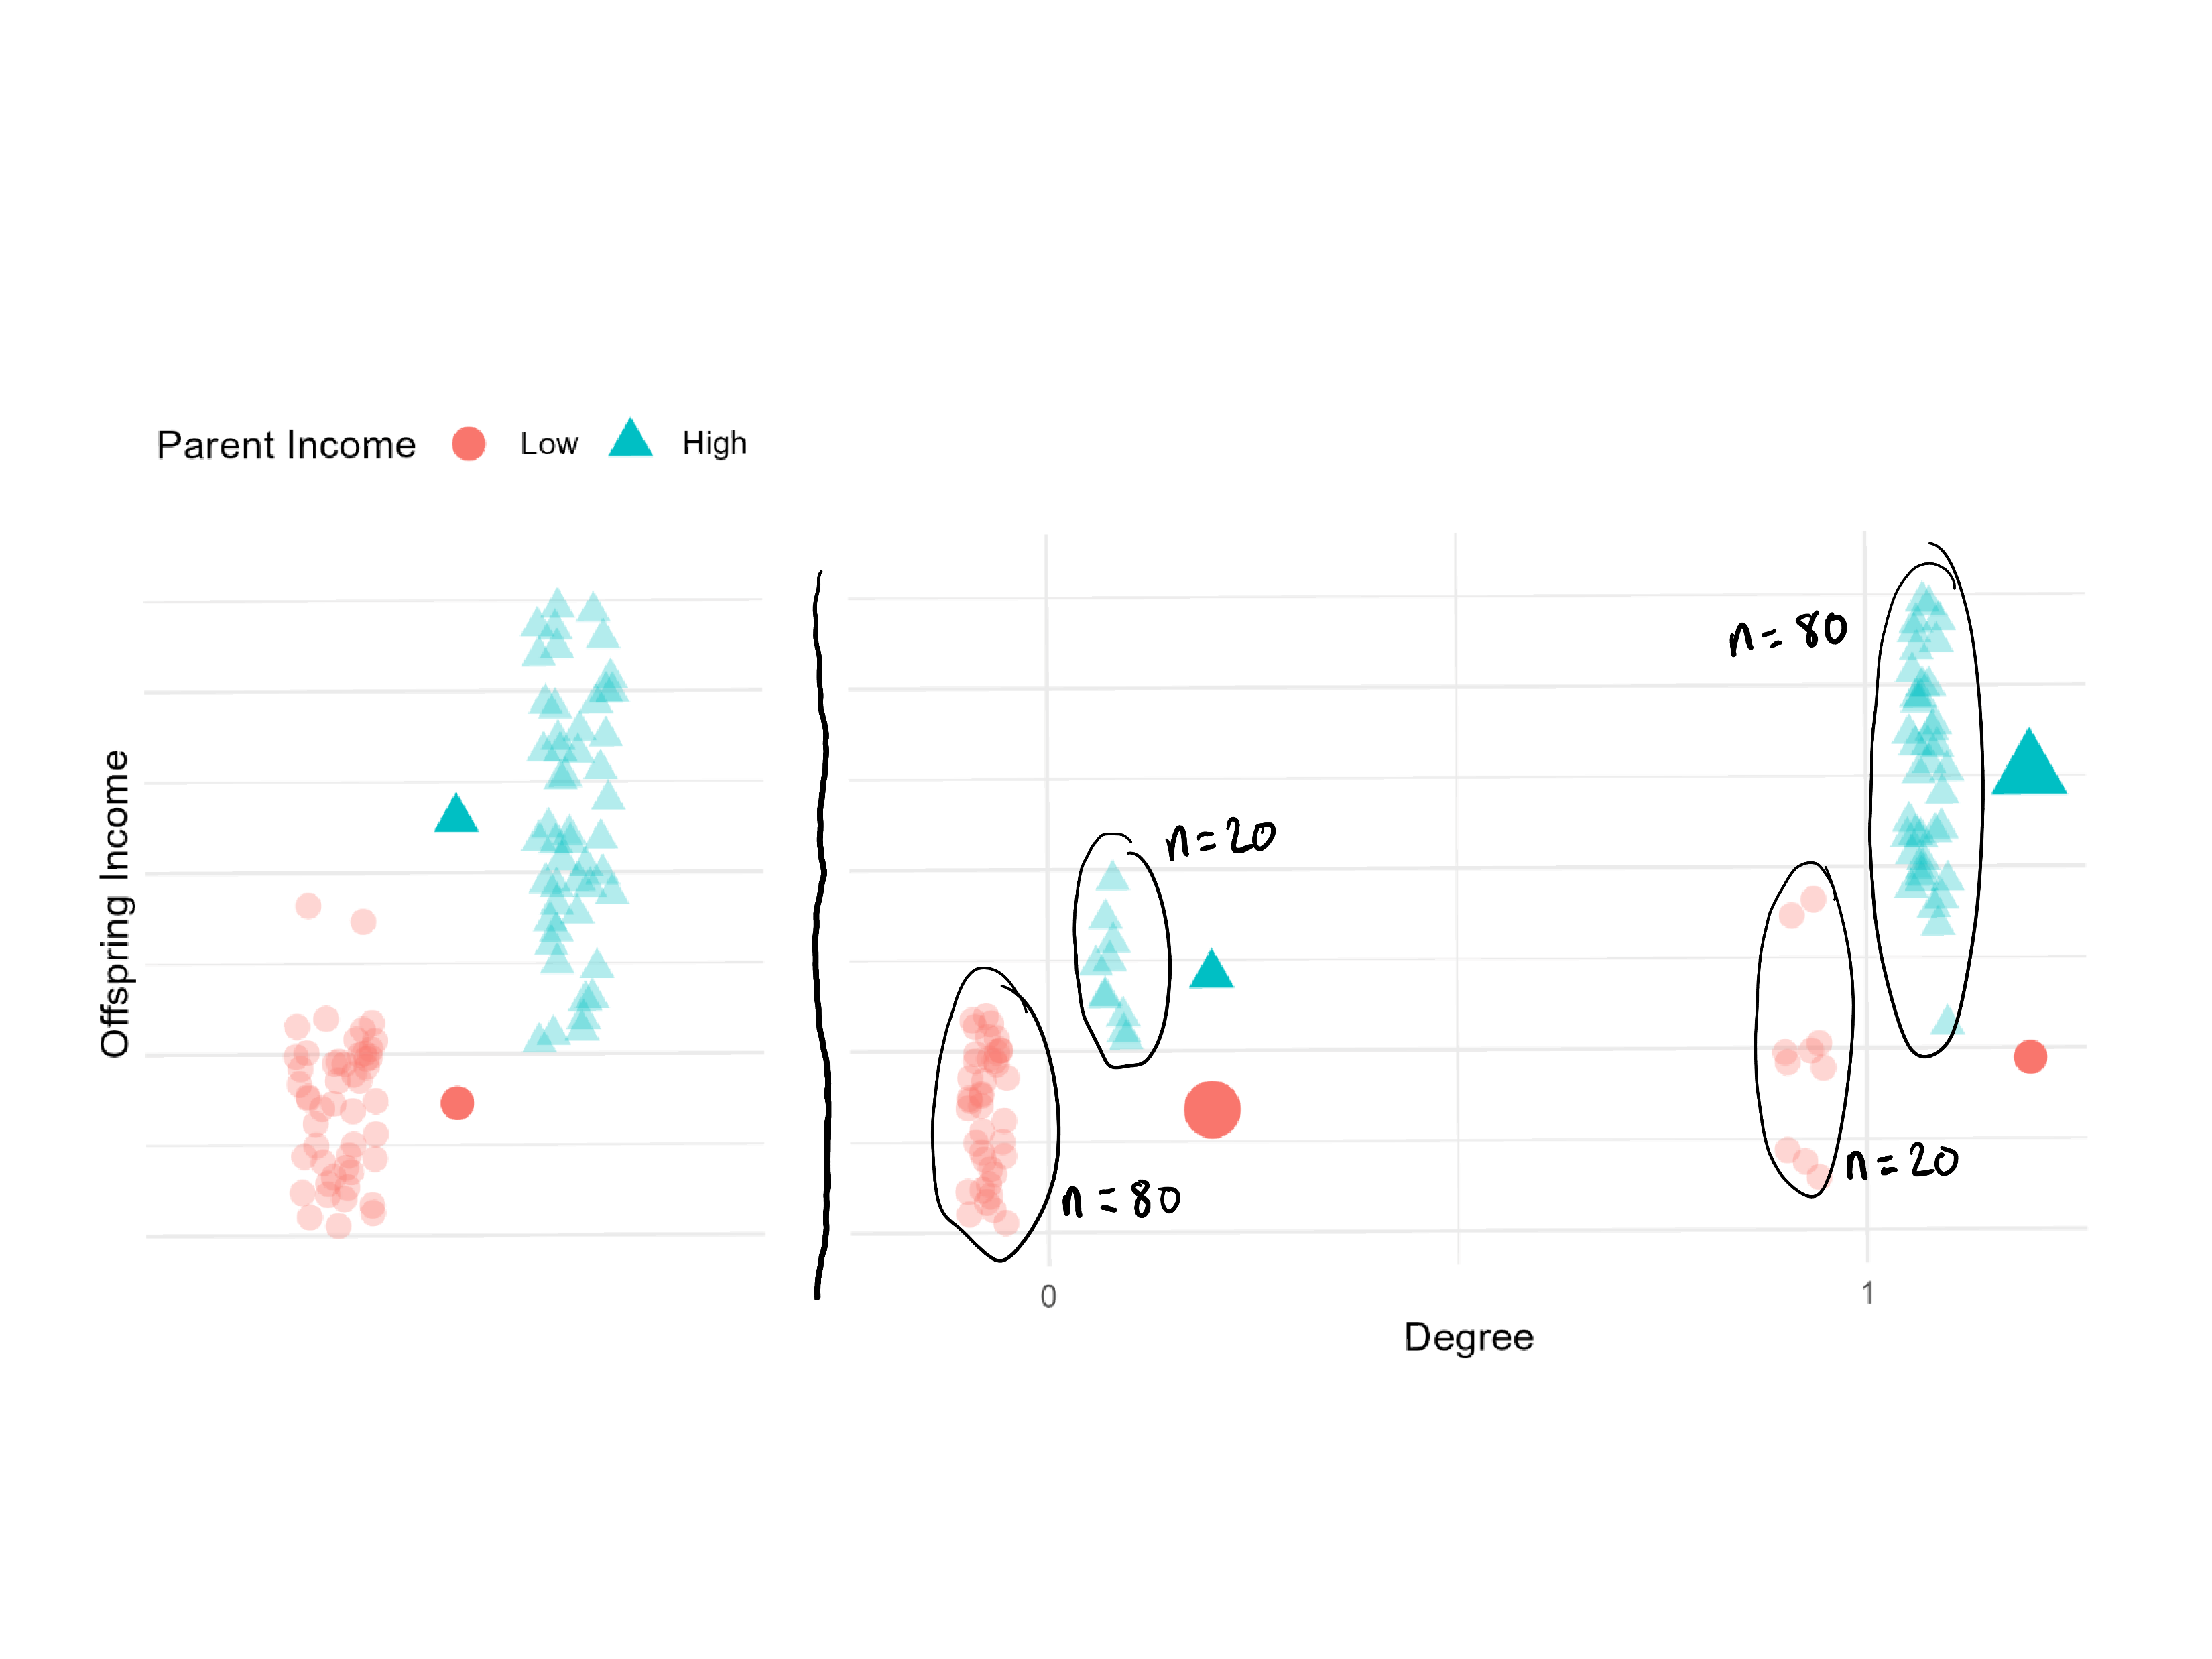 Parent Income Low High
Offspring Income
n=80
n=20
n=20
n=80
0 1
Degree